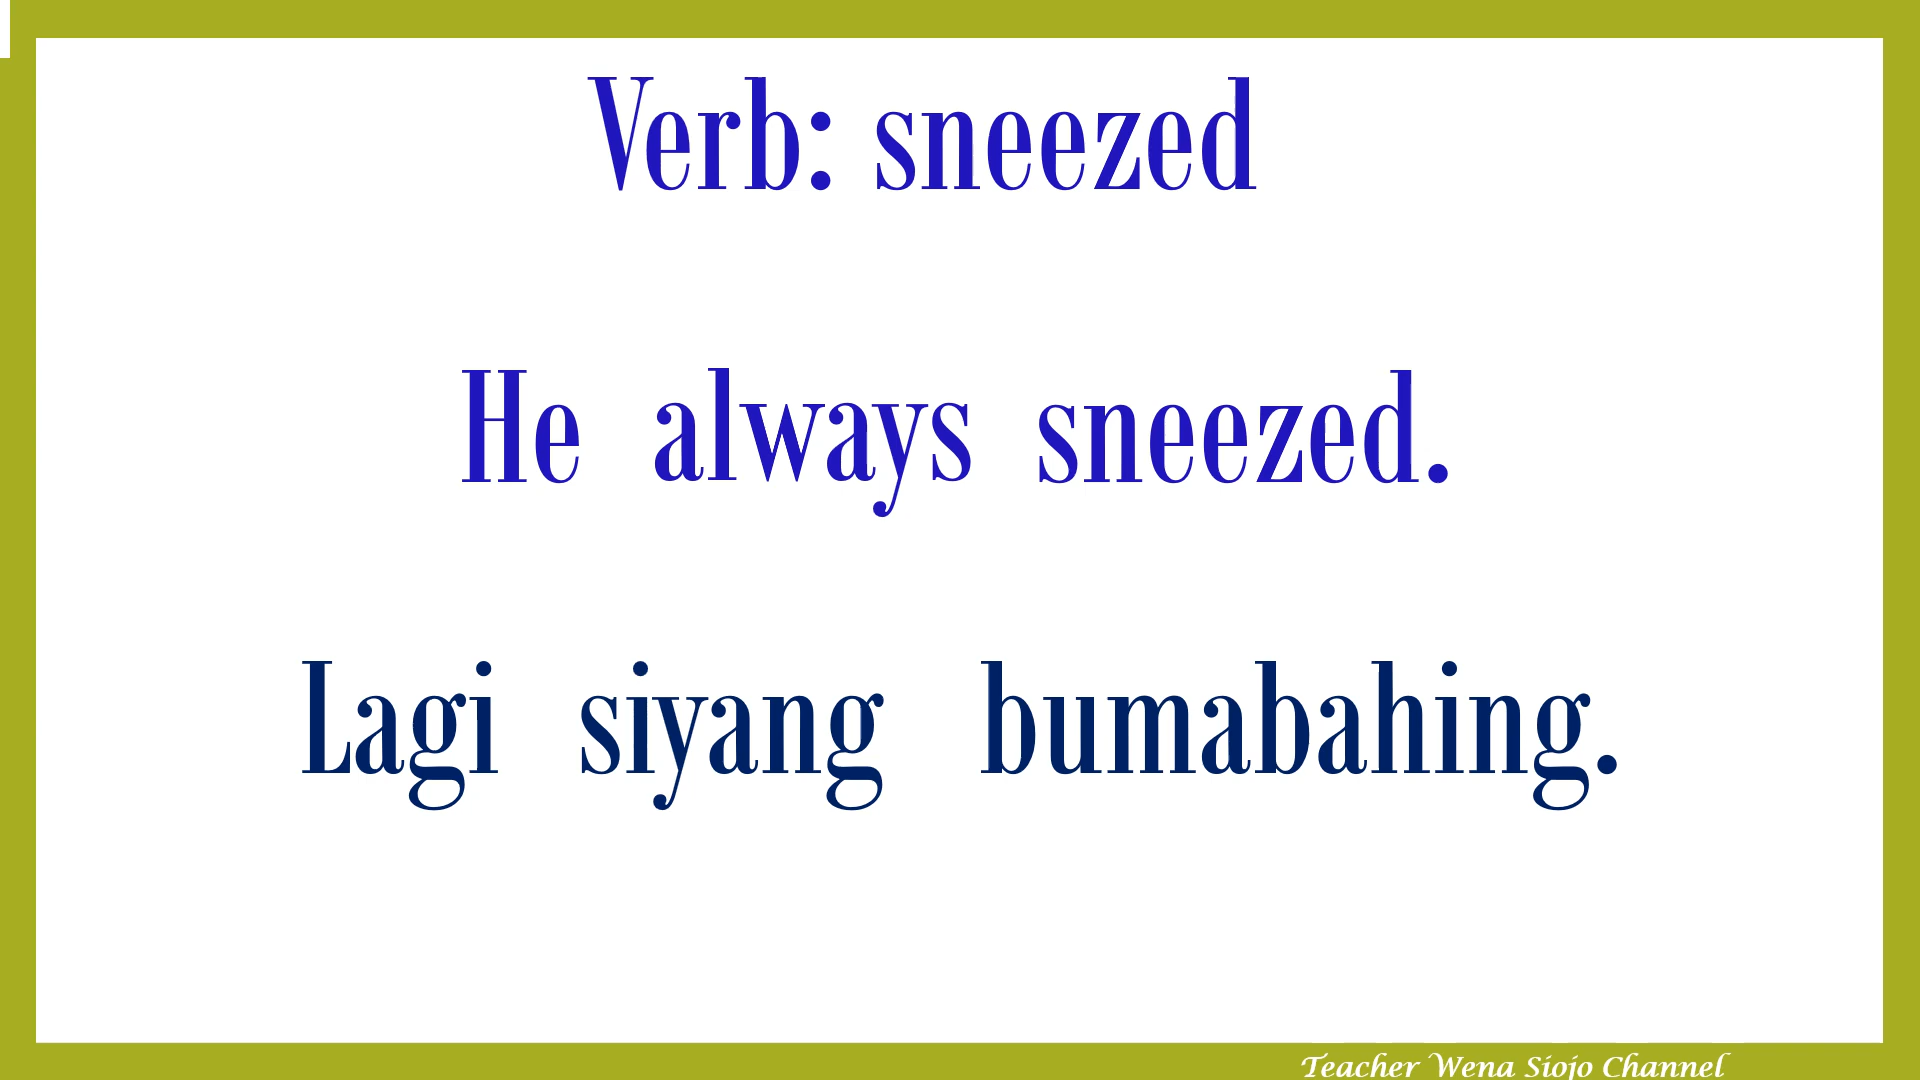 Verb: sneezed
He always sneezed.
Lagi siyang bumabahing.
Teacher Wena Siojo Channel